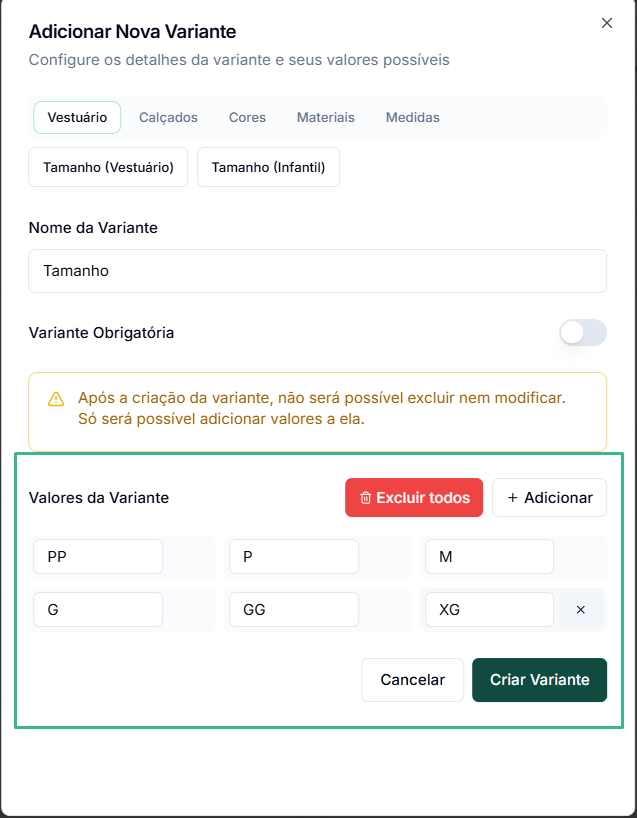 Adicionar Nova Variante
Configure os detalhes da variante e seus valores possíveis
Vestuário Calçados Cores Materiais Medidas
Tamanho (Vestuário) Tamanho (Infantil)
Nome da Variante
Tamanho
Variante Obrigatória
Após a criação da variante, não será possível excluir nem modificar.
Só será possível adicionar valores a ela.
Valores da Variante Excluir todos + Adicionar
PP P M
G GG XG
Cancelar Criar Variante